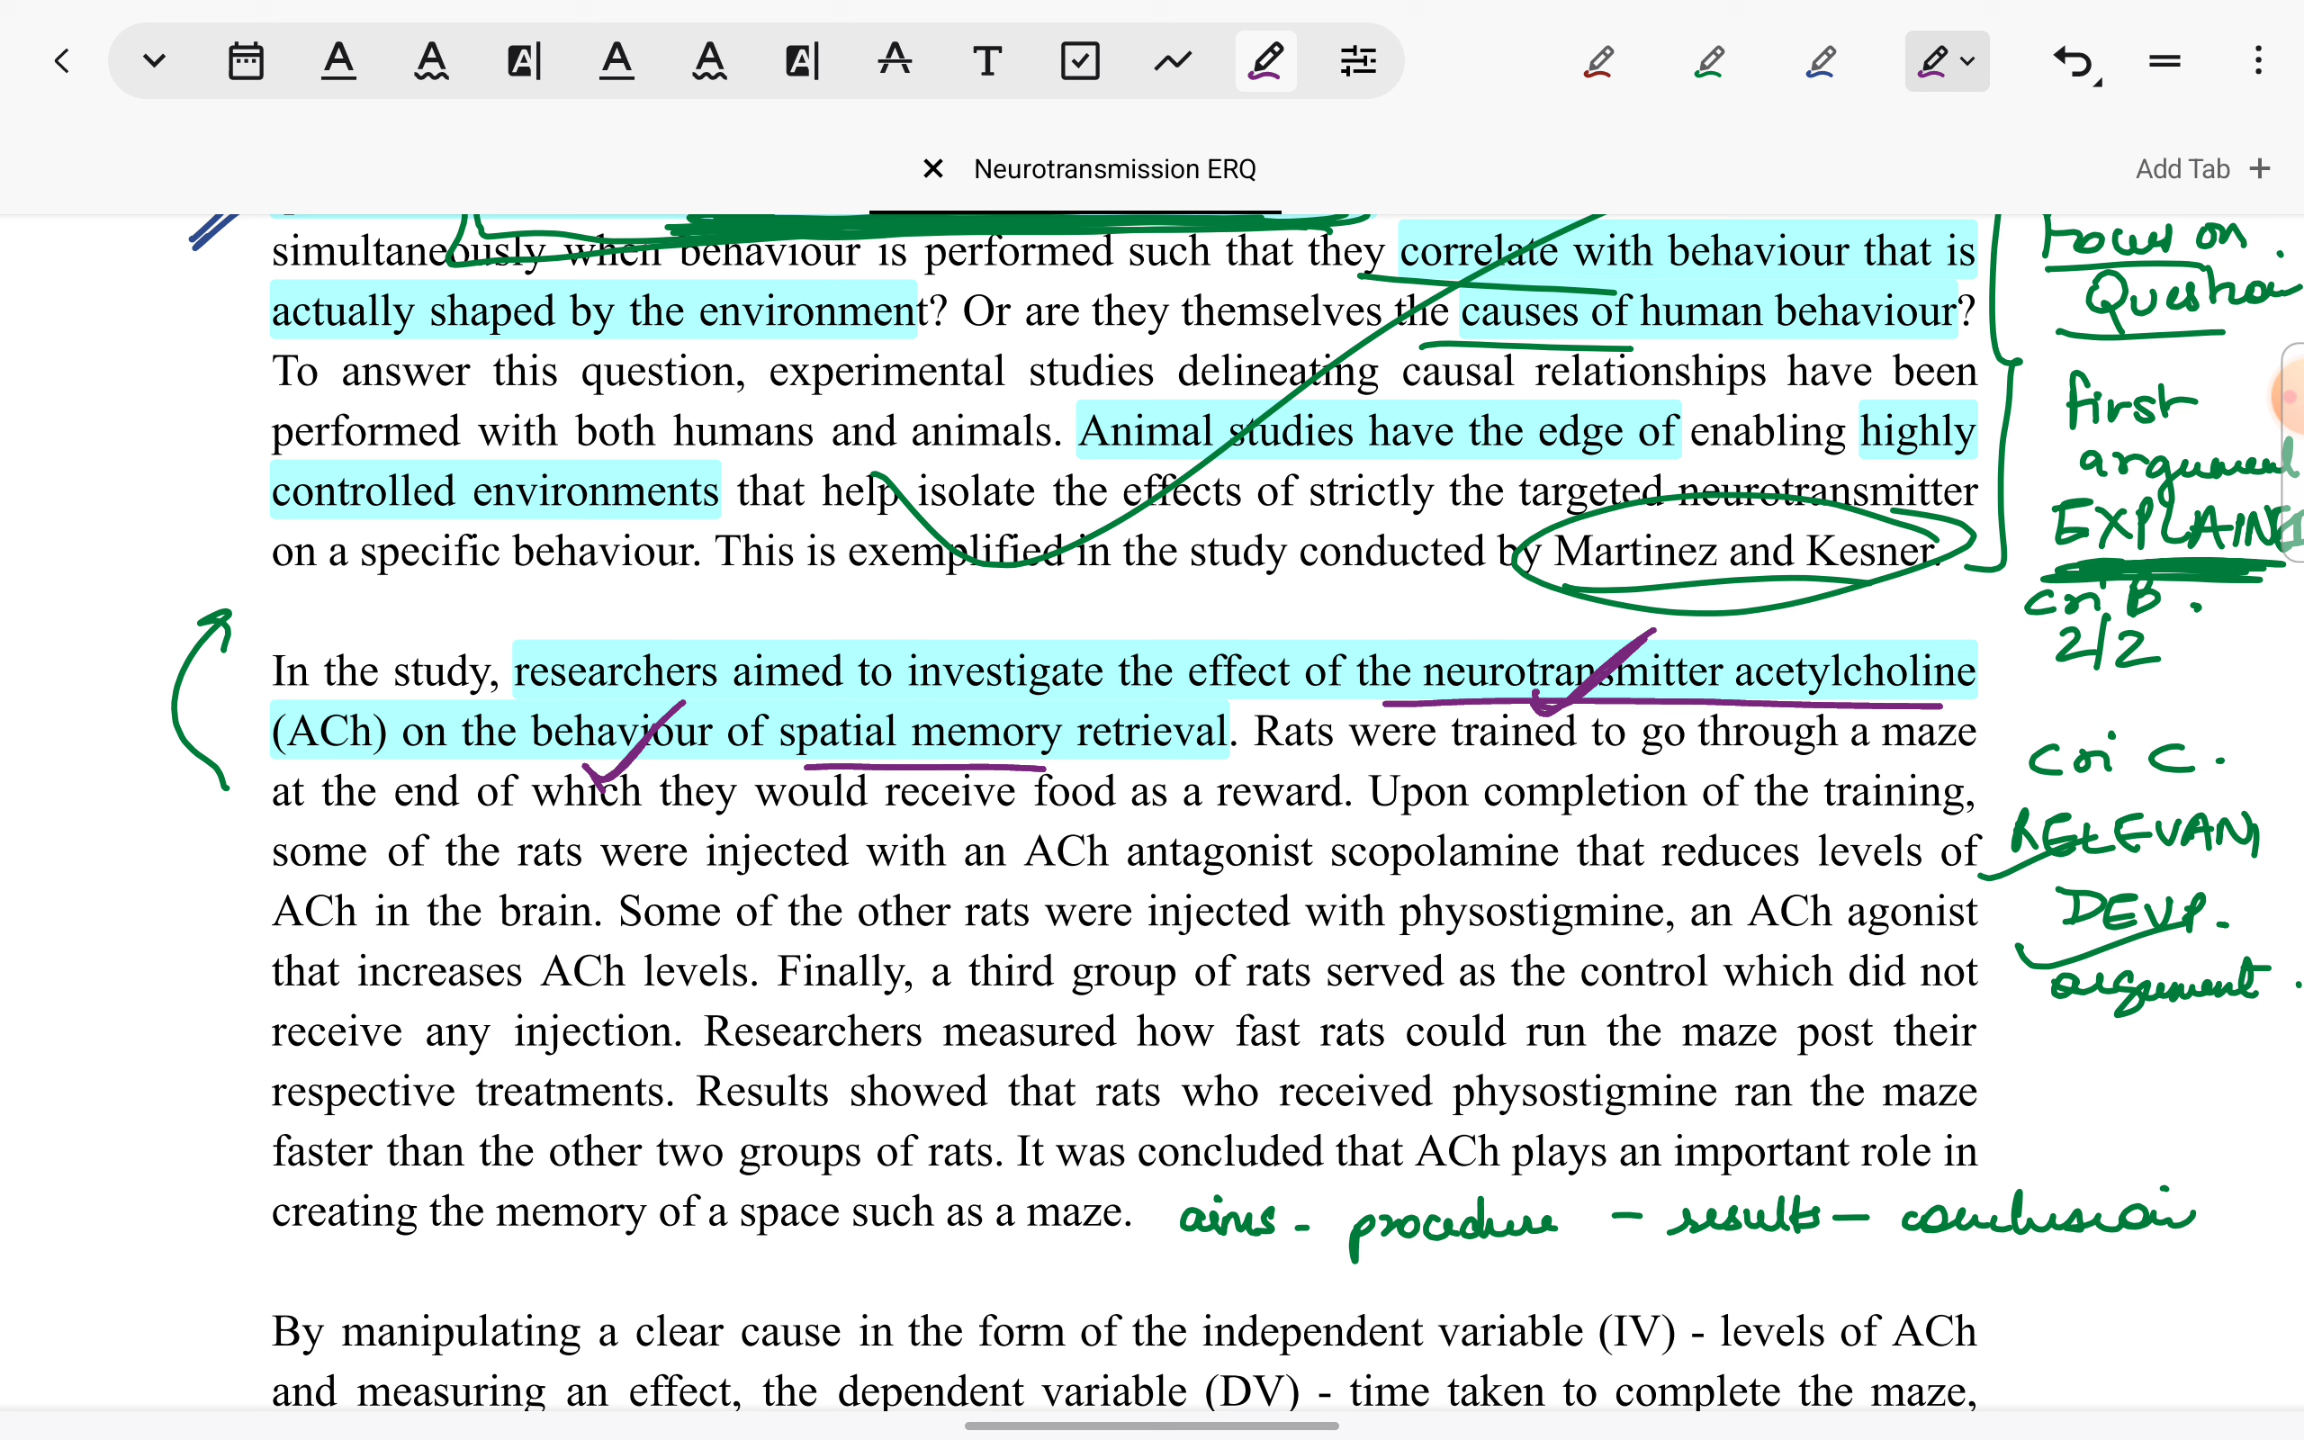 Neurotransmission ERQ
Add Tab +
simultaneously when behaviour is performed such that they correlate with behaviour that is
actually shaped by the environment? Or are they themselves the causes of human behaviour?
To answer this question, experimental studies delineating causal relationships have been
performed with both humans and animals. Animal studies have the edge of enabling highly
controlled environments that help isolate the effects of strictly the targeted neurotransmitter
on a specific behaviour. This is exemplified in the study conducted by Martinez and Kesner.
Focus on
Question
first
argument
EXPLAINED
cri B.
2/2
In the study, researchers aimed to investigate the effect of the neurotransmitter acetylcholine
(ACh) on the behaviour of spatial memory retrieval. Rats were trained to go through a maze
at the end of which they would receive food as a reward. Upon completion of the training,
some of the rats were injected with an ACh antagonist scopolamine that reduces levels of
ACh in the brain. Some of the other rats were injected with physostigmine, an ACh agonist
that increases ACh levels. Finally, a third group of rats served as the control which did not
receive any injection. Researchers measured how fast rats could run the maze post their
respective treatments. Results showed that rats who received physostigmine ran the maze
faster than the other two groups of rats. It was concluded that ACh plays an important role in
creating the memory of a space such as a maze.
aims - procedure - results - conclusion
cri C.
RELEVANT
DEVP.
argument.
By manipulating a clear cause in the form of the independent variable (IV) - levels of ACh
and measuring an effect, the dependent variable (DV) - time taken to complete the maze,